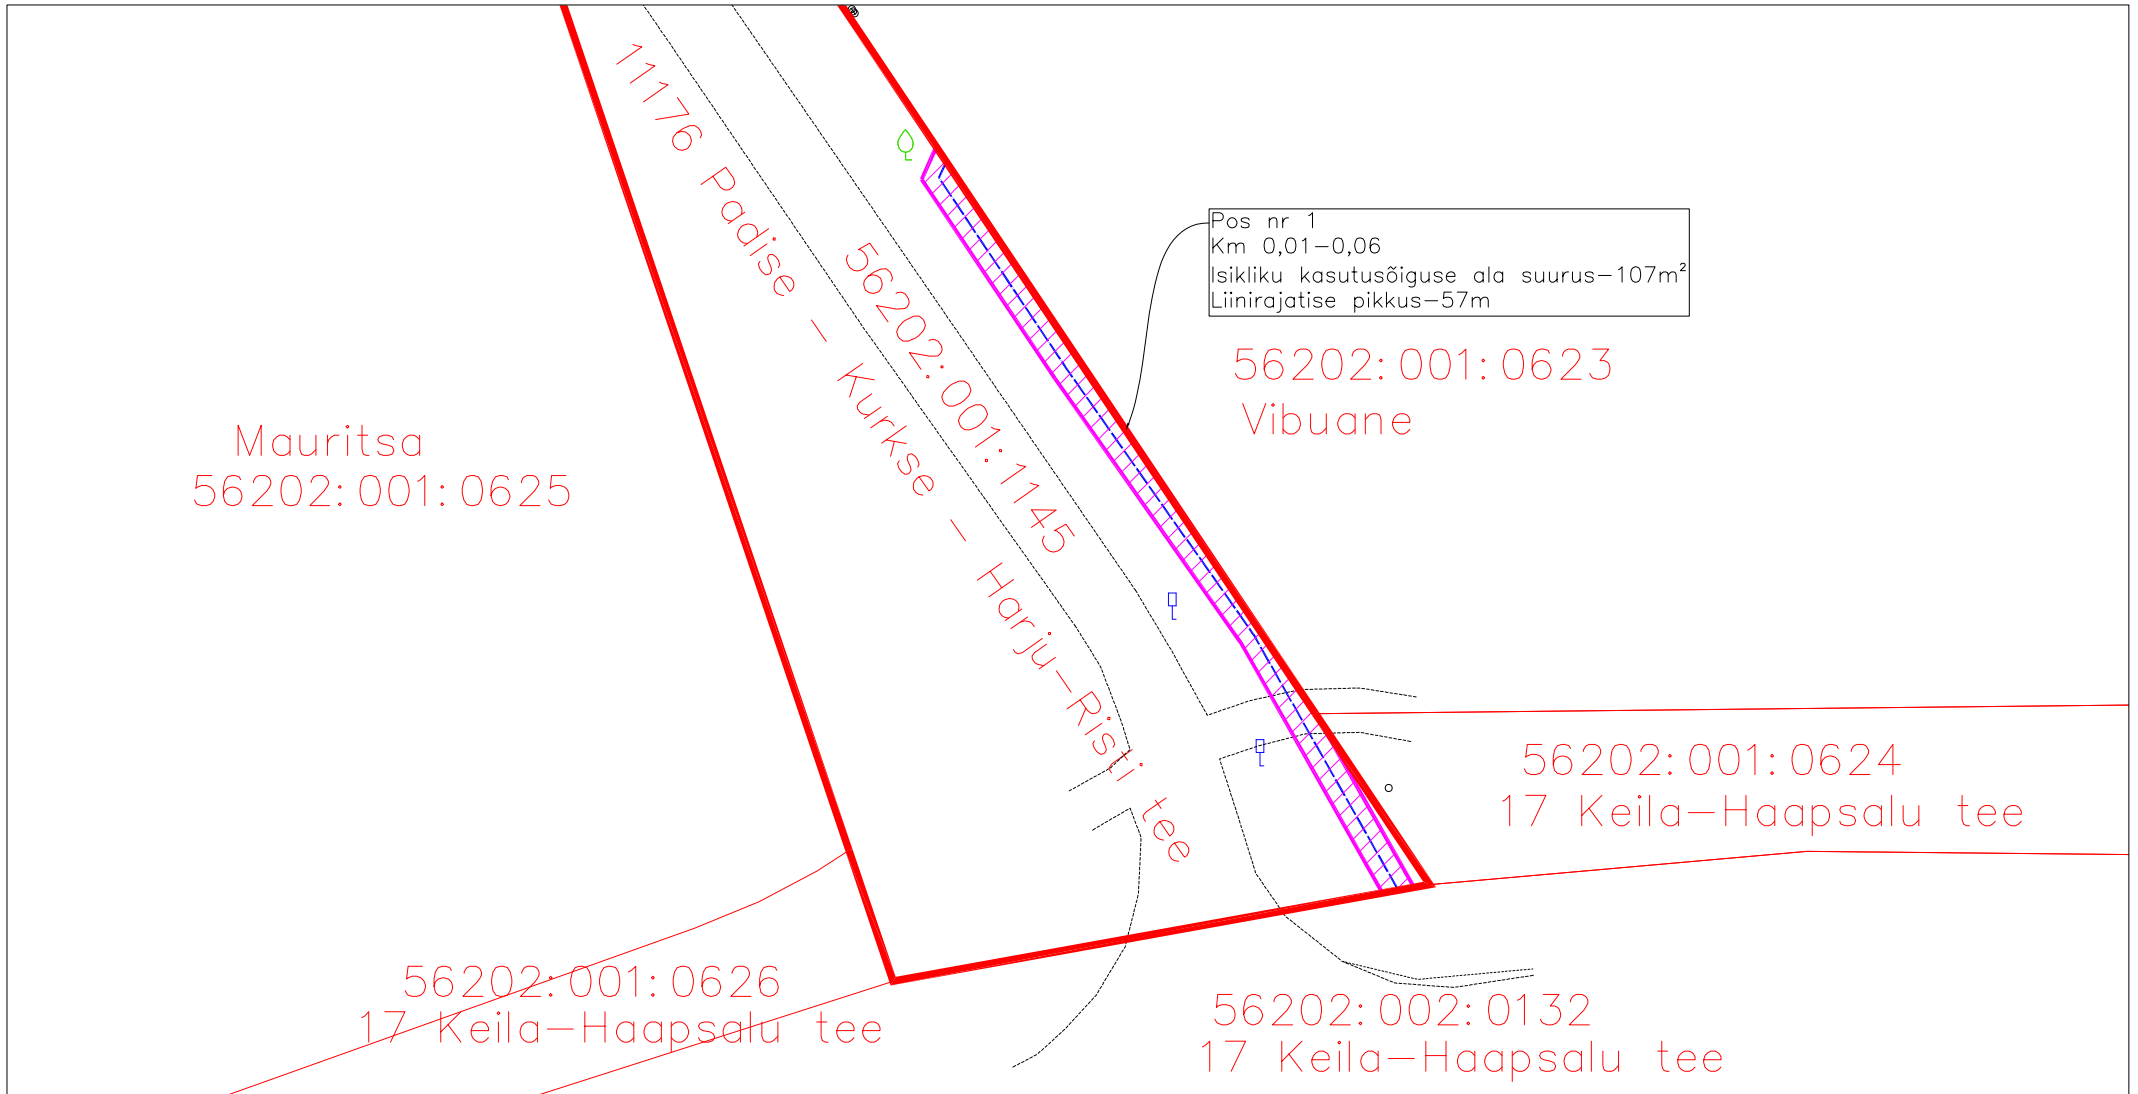 11176 Padise – Kurkse – Harju–Risti tee
56202:001:1145
Pos nr 1
Km 0,01–0,06
Isikliku kasutusõiguse ala suurus–107m²
Liinirajatise pikkus–57m
56202:001:0623
Vibuane
Mauritsa
56202:001:0625
56202:001:0624
17 Keila–Haapsalu tee
56202:001:0626
17 Keila–Haapsalu tee
56202:002:0132
17 Keila–Haapsalu tee